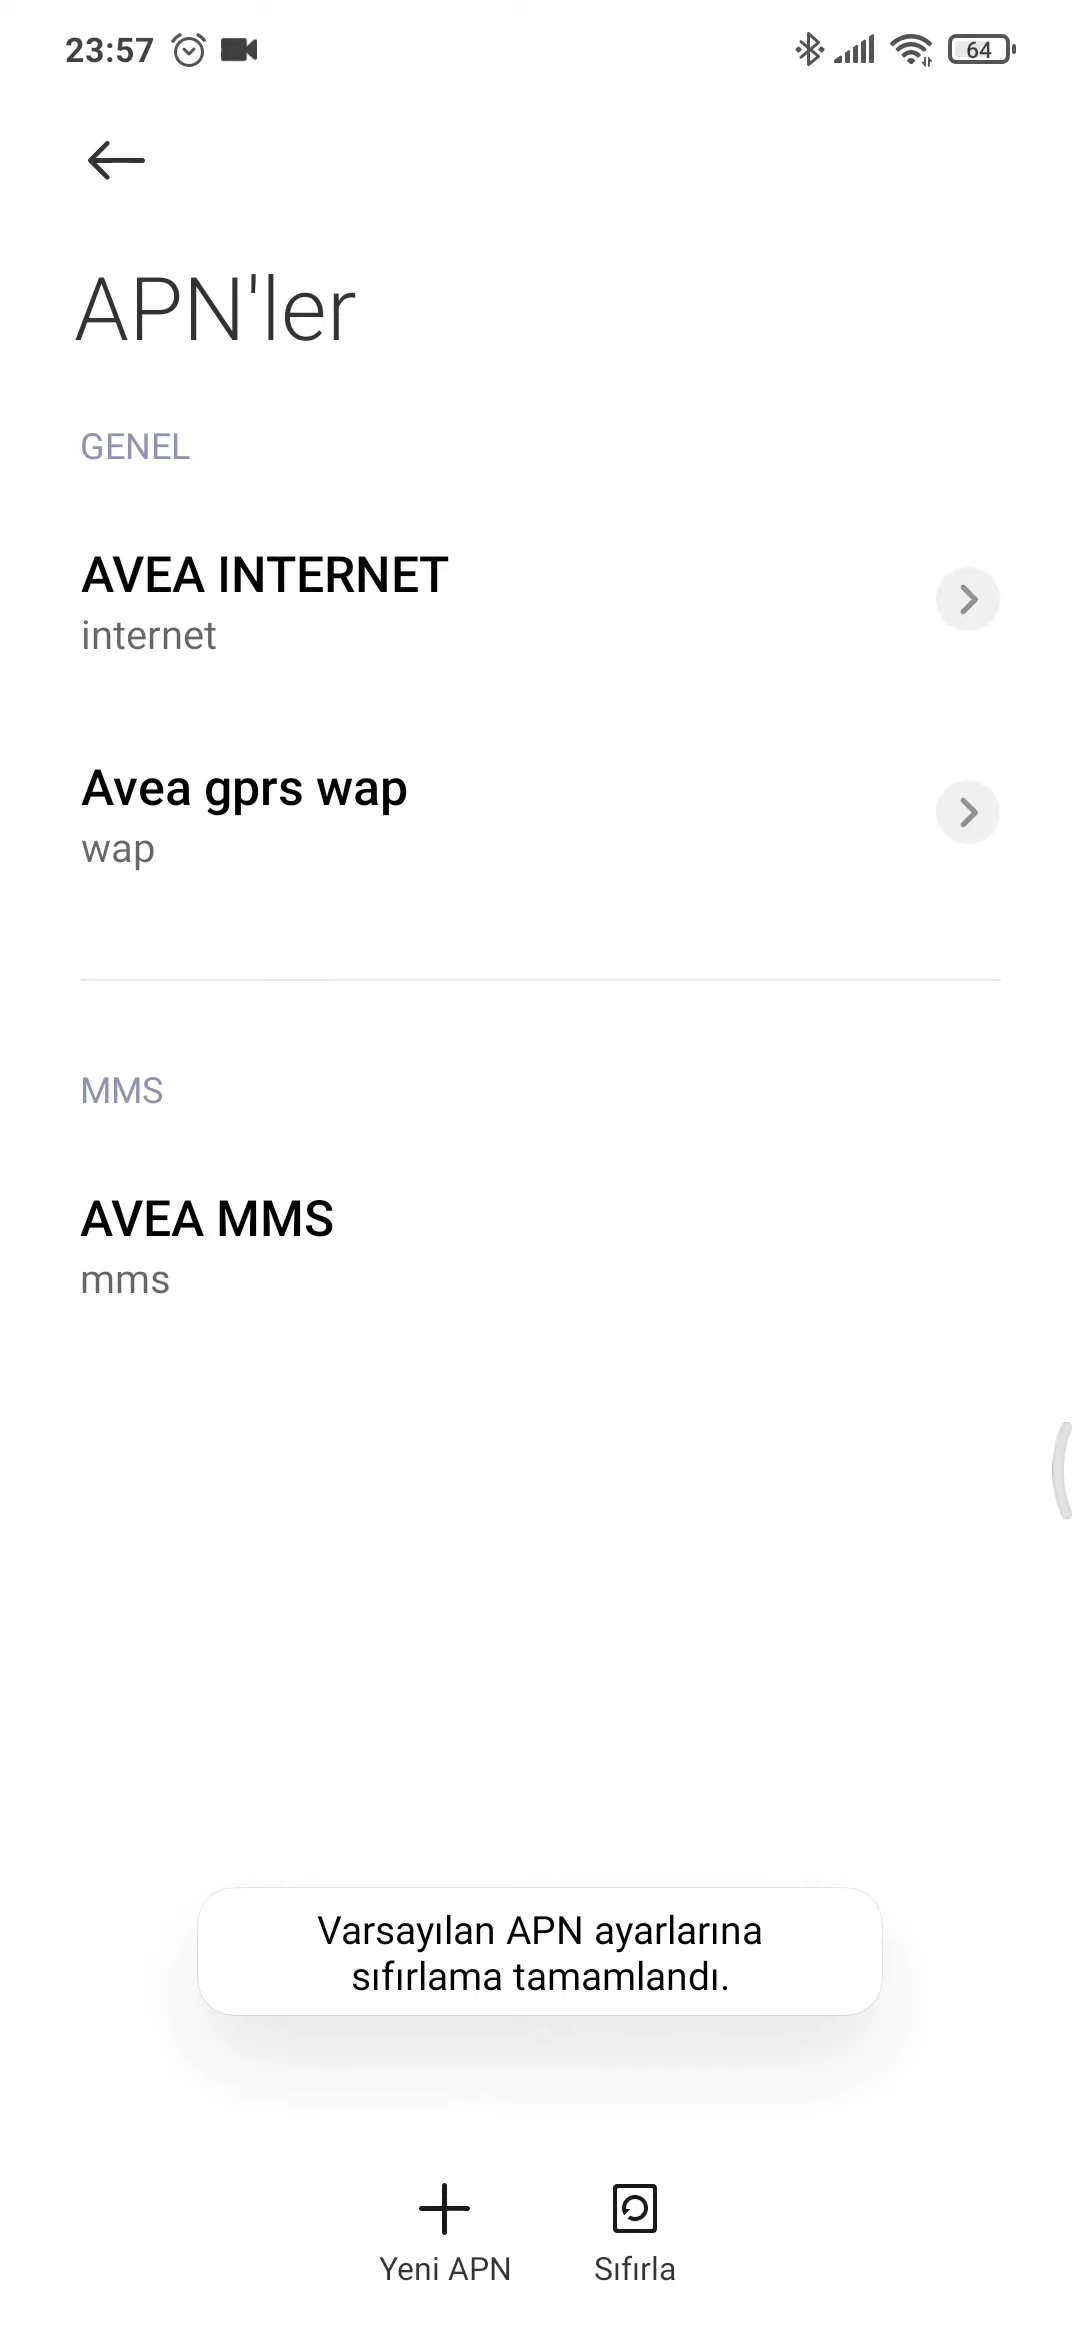 23:57
64
APN'ler
GENEL
AVEA INTERNET
internet
Avea gprs wap
wap
MMS
AVEA MMS
mms
Varsayılan APN ayarlarına
sıfırlama tamamlandı.
Yeni APN
Sıfırla